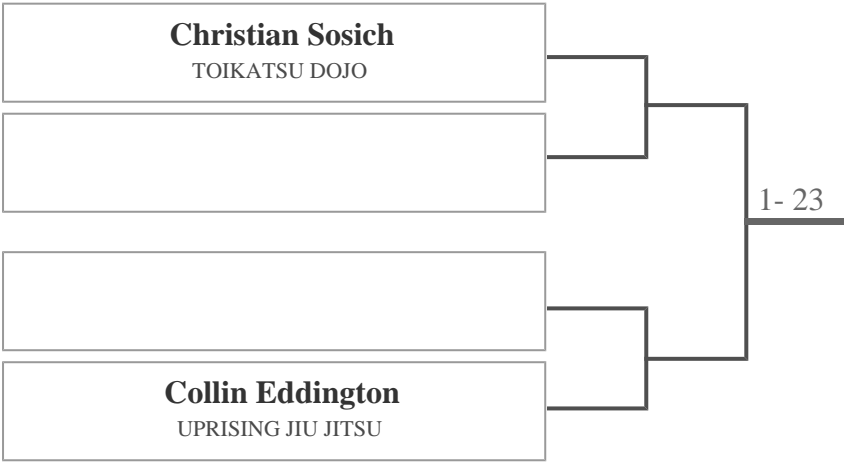 Christian Sosich
TOIKATSU DOJO
1- 23
Collin Eddington
UPRISING JIU JITSU